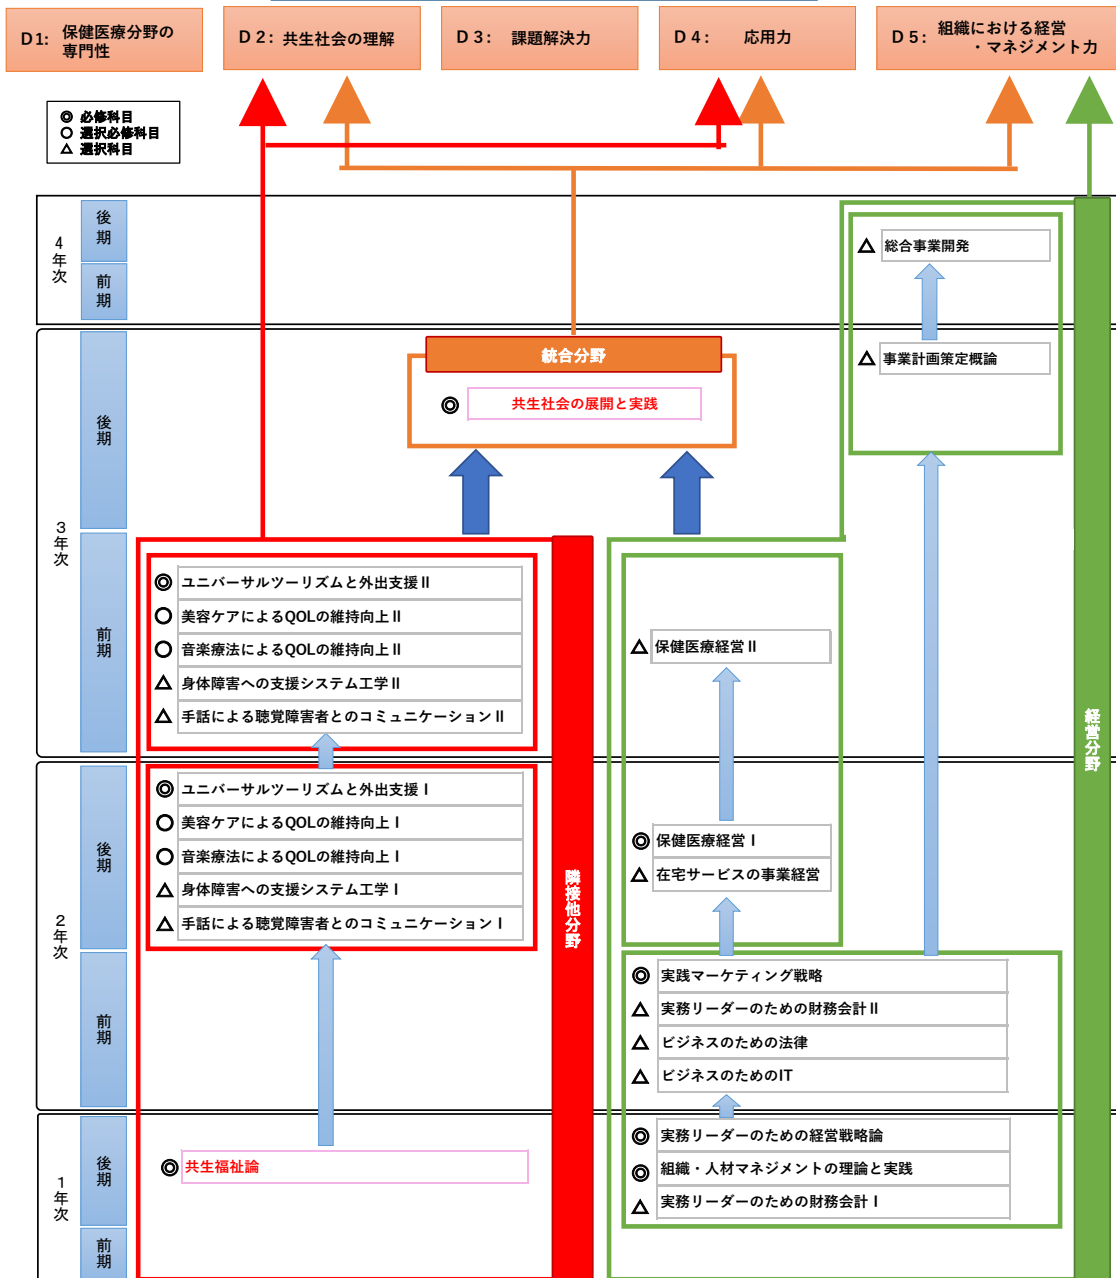 D1: 保健医療分野の
専門性
D2: 共生社会の理解
D3: 課題解決力
D4: 応用力
D5: 組織における経営
・マネジメント力
◎ 必修科目
○ 選択必修科目
△ 選択科目
4年次
後期
前期
△ 総合事業開発
3年次
後期
前期
△ 事業計画策定概論
統合分野
◎ 共生社会の展開と実践
◎ ユニバーサルツーリズムと外出支援Ⅱ
○ 美容ケアによるQOLの維持向上Ⅱ
○ 音楽療法によるQOLの維持向上Ⅱ
△ 身体障害への支援システム工学Ⅱ
△ 手話による聴覚障害者とのコミュニケーションⅡ
△ 保健医療経営Ⅱ
経営分野
隣接他分野
2年次
後期
前期
◎ ユニバーサルツーリズムと外出支援Ⅰ
○ 美容ケアによるQOLの維持向上Ⅰ
○ 音楽療法によるQOLの維持向上Ⅰ
△ 身体障害への支援システム工学Ⅰ
△ 手話による聴覚障害者とのコミュニケーションⅠ
◎ 保健医療経営Ⅰ
△ 在宅サービスの事業経営
◎ 実践マーケティング戦略
△ 実務リーダーのための財務会計Ⅱ
△ ビジネスのための法律
△ ビジネスのためのIT
1年次
後期
前期
◎ 共生福祉論
◎ 実務リーダーのための経営戦略論
◎ 組織・人材マネジメントの理論と実践
△ 実務リーダーのための財務会計Ⅰ